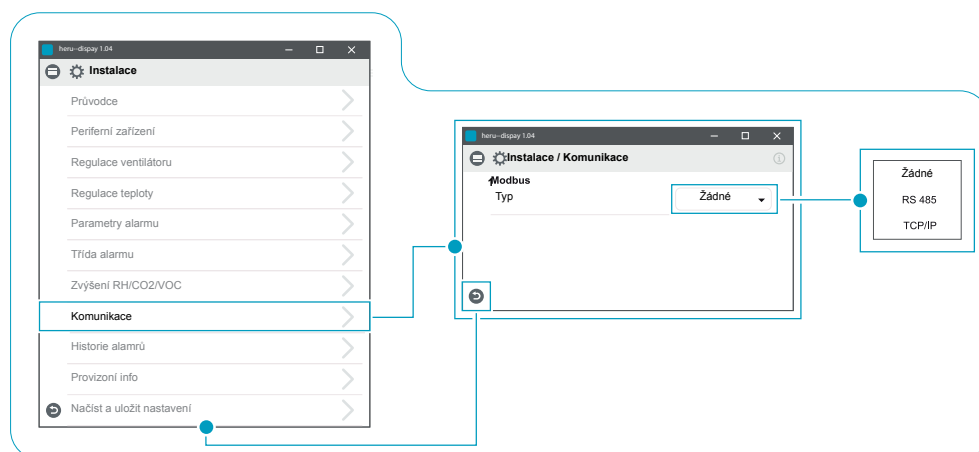 heru–dispay 1.04
Instalace
Průvodce
Periferní zařízení
Regulace ventilátoru
Regulace teploty
Parametry alarmu
Třída alarmu
Zvýšení RH/CO2/VOC
Komunikace
Historie alamrů
Provizoní info
Načíst a uložit nastavení
heru–dispay 1.04
Instalace / Komunikace
Modbus
Typ
Žádné
Žádné
RS 485
TCP/IP